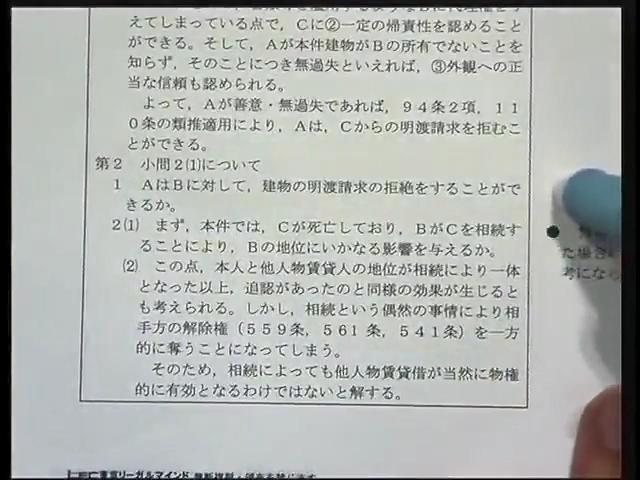 えてしまっている点で，Cに②一定の帰責性を認めること
ができる。そして，Aが本件建物がBの所有でないことを
知らず，そのことにつき無過失といえれば，③外観への正
当な信頼も認められる。
よって，Aが善意・無過失であれば，94条2項，11
0条の類推適用により，Aは，Cからの明渡請求を拒むこ
とができる。
第2 小問2(1)について
1 AはBに対して，建物の明渡請求の拒絶をすることがで
きるか。
2(1) まず，本件では，Cが死亡しており，BがCを相続す
ることにより，Bの地位にいかなる影響を与えるか。
(2) この点，本人と他人物賃貸人の地位が相続により一体
となった以上，追認があったのと同様の効果が生じると
も考えられる。しかし，相続という偶然の事情により相
手方の解除権（559条，561条，541条）を一方
的に奪うことになってしまう。
そのため，相続によっても他人物賃貸借が当然に物権
的に有効となるわけではないと解する。
た場合
考になら
東京リーガルマインド